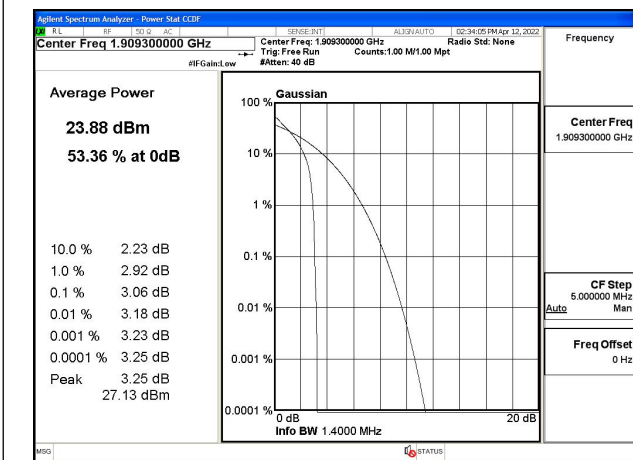 Agilent Spectrum Analyzer - Power Stat CCDF
RL RF 50 Ω AC SENSE:INT ALIGN AUTO 02:34:05 PM Apr 12, 2022
Center Freq 1.909300000 GHz
Center Freq: 1.909300000 GHz Radio Std: None
Trig: Free Run Counts:1.00 M/1.00 Mpt
#IFGain:Low #Atten: 40 dB
Frequency
Average Power
23.88 dBm
53.36 % at 0dB
10.0 % 2.23 dB
1.0 % 2.92 dB
0.1 % 3.06 dB
0.01 % 3.18 dB
0.001 % 3.23 dB
0.0001 % 3.25 dB
Peak 3.25 dB
27.13 dBm
Gaussian
100 %
10 %
1 %
0.1 %
0.01 %
0.001 %
0.0001 %
0 dB 20 dB
Info BW 1.4000 MHz
Center Freq
1.909300000 GHz
CF Step
5.000000 MHz
Auto Man
Freq Offset
0 Hz
MSG STATUS